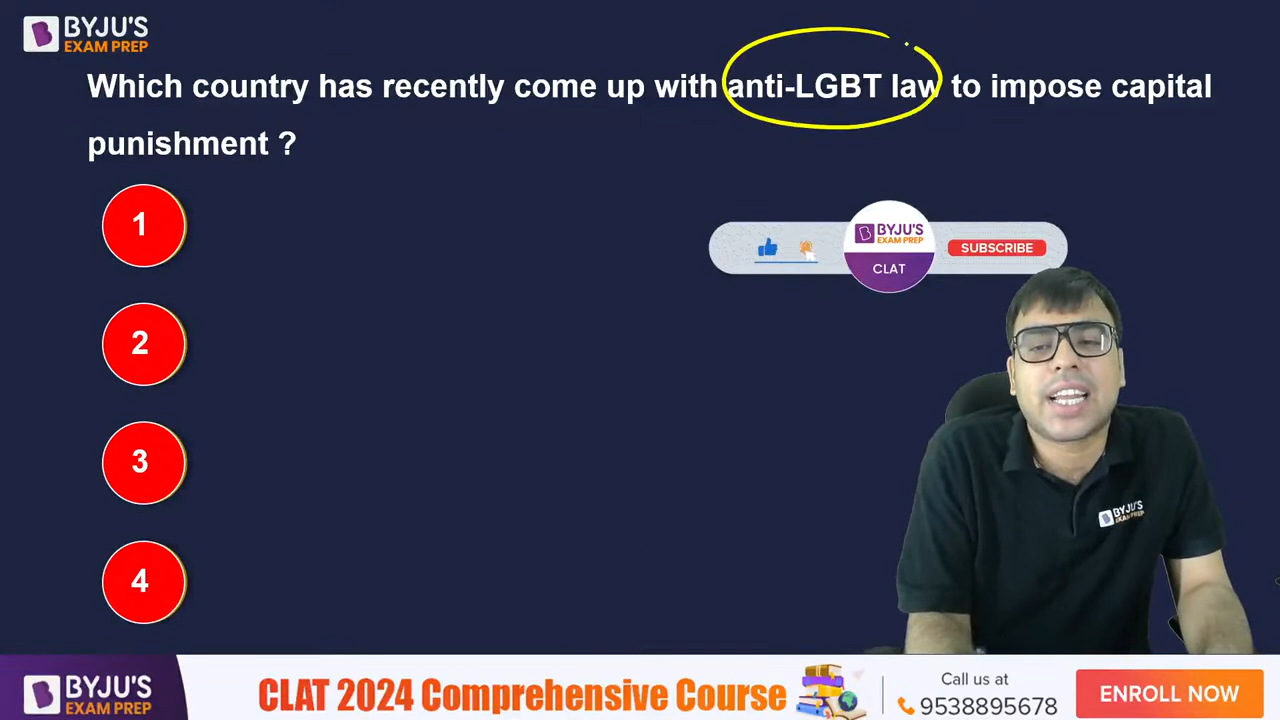 BYJU'S
EXAM PREP
Which country has recently come up with anti-LGBT law to impose capital
punishment ?
1
BYJU'S
EXAM PREP
SUBSCRIBE
CLAT
2
3
BYJU'S
EXAM PREP
4
BYJU'S
EXAM PREP
CLAT 2024 Comprehensive Course
Call us at
9538895678
ENROLL NOW